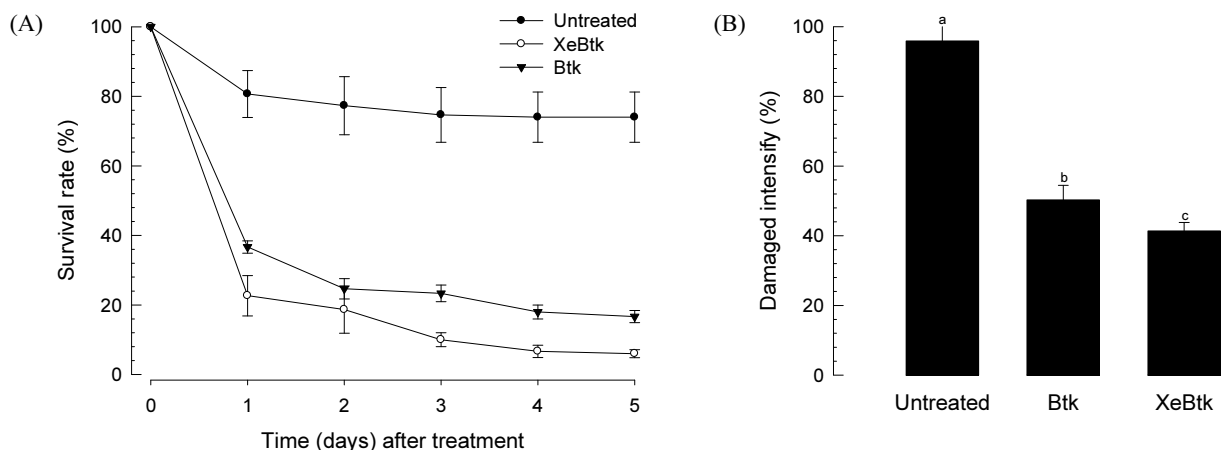 (A)
Untreated
XeBtk
Btk
100
80
60
40
20
0
Survival rate (%)
0 1 2 3 4 5
Time (days) after treatment
(B)
100
80
60
40
20
0
Damaged intensify (%)
a
b
c
Untreated Btk XeBtk